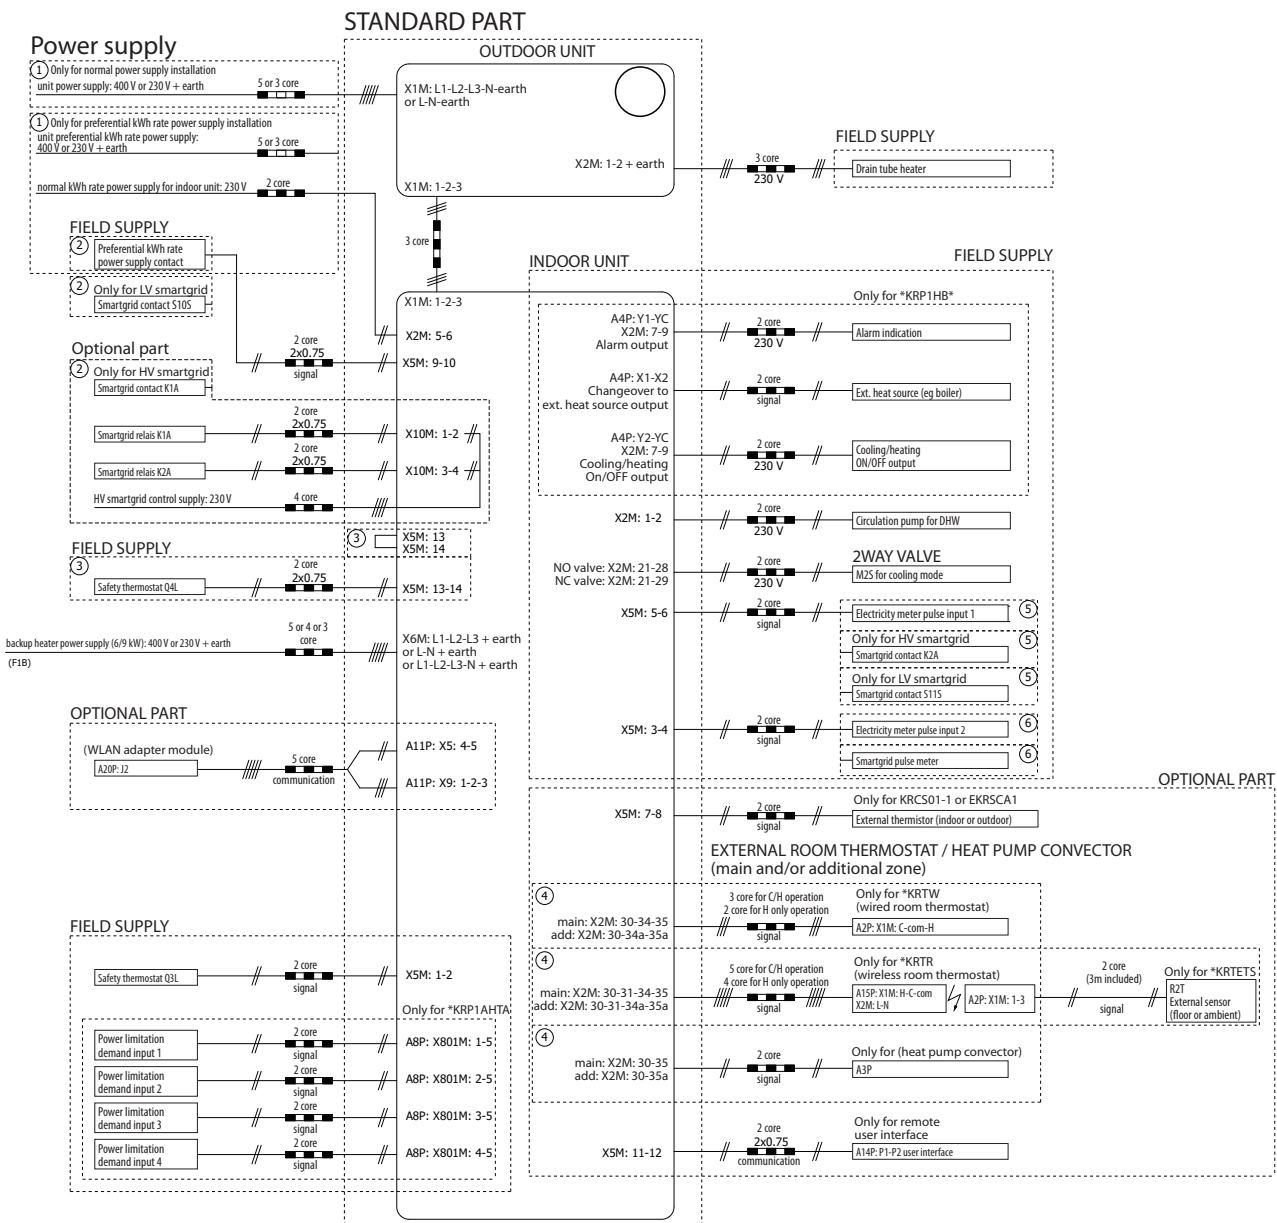 STANDARD PART
Power supply
OUTDOOR UNIT
1 Only for normal power supply installation
unit power supply: 400 V or 230 V + earth
5 or 3 core
X1M: L1-L2-L3-N-earth
or L-N-earth
1 Only for preferential kWh rate power supply installation
unit preferential kWh rate power supply:
400 V or 230 V + earth
5 or 3 core
normal kWh rate power supply for indoor unit: 230 V
2 core
X2M: 1-2 + earth
3 core
230 V
FIELD SUPPLY
Drain tube heater
X1M: 1-2-3
3 core
FIELD SUPPLY
2
Preferential kWh rate
power supply contact
2 Only for LV smartgrid
Smartgrid contact S10S
2 core
2x0.75
signal
X1M: 1-2-3
X2M: 5-6
X5M: 9-10
Optional part
2 Only for HV smartgrid
Smartgrid contact K1A
Smartgrid relais K1A
2 core
2x0.75
X10M: 1-2
Smartgrid relais K2A
2 core
2x0.75
X10M: 3-4
HV smartgrid control supply: 230 V
4 core
3
X5M: 13
X5M: 14
FIELD SUPPLY
3
Safety thermostat Q4L
2 core
2x0.75
X5M: 13-14
backup heater power supply (6/9 kW): 400 V or 230 V + earth
(F1B)
5 or 4 or 3
core
X6M: L1-L2-L3 + earth
or L-N + earth
or L1-L2-L3-N + earth
OPTIONAL PART
(WLAN adapter module)
A20P: J2
5 core
communication
A11P: X5: 4-5
A11P: X9: 1-2-3
FIELD SUPPLY
Safety thermostat Q3L
2 core
signal
X5M: 1-2
Only for *KRP1AHTA
Power limitation
demand input 1
2 core
signal
A8P: X801M: 1-5
Power limitation
demand input 2
2 core
signal
A8P: X801M: 2-5
Power limitation
demand input 3
2 core
signal
A8P: X801M: 3-5
Power limitation
demand input 4
2 core
signal
A8P: X801M: 4-5
INDOOR UNIT
FIELD SUPPLY
Only for *KRP1HB*
A4P: Y1-YC
X2M: 7-9
Alarm output
2 core
230 V
Alarm indication
A4P: X1-X2
Changeover to
ext. heat source output
2 core
signal
Ext. heat source (eg boiler)
A4P: Y2-YC
X2M: 7-9
Cooling/heating
On/OFF output
2 core
230 V
Cooling/heating
ON/OFF output
X2M: 1-2
2 core
230 V
Circulation pump for DHW
NO valve: X2M: 21-28
NC valve: X2M: 21-29
2 core
230 V
2WAY VALVE
M2S for cooling mode
X5M: 5-6
2 core
signal
Electricity meter pulse input 1
5
Only for HV smartgrid
Smartgrid contact K2A
5
Only for LV smartgrid
Smartgrid contact S11S
5
X5M: 3-4
2 core
signal
Electricity meter pulse input 2
6
Smartgrid pulse meter
6
OPTIONAL PART
X5M: 7-8
2 core
signal
Only for KRCS01-1 or EKRSCA1
External thermistor (indoor or outdoor)
EXTERNAL ROOM THERMOSTAT / HEAT PUMP CONVECTOR
(main and/or additional zone)
4
main: X2M: 30-34-35
add: X2M: 30-34a-35a
3 core for C/H operation
2 core for H only operation
signal
Only for *KRTW
(wired room thermostat)
A2P: X1M: C-com-H
4
main: X2M: 30-31-34-35
add: X2M: 30-31-34a-35a
5 core for C/H operation
4 core for H only operation
signal
Only for *KRTR
(wireless room thermostat)
A15P: X1M: H-C-com
X2M: L-N
A2P: X1M: 1-3
2 core
(3m included)
signal
Only for *KRTETS
R2T
External sensor
(floor or ambient)
4
main: X2M: 30-35
add: X2M: 30-35a
2 core
signal
Only for (heat pump convector)
A3P
X5M: 11-12
2 core
2x0.75
communication
Only for remote
user interface
A14P: P1-P2 user interface